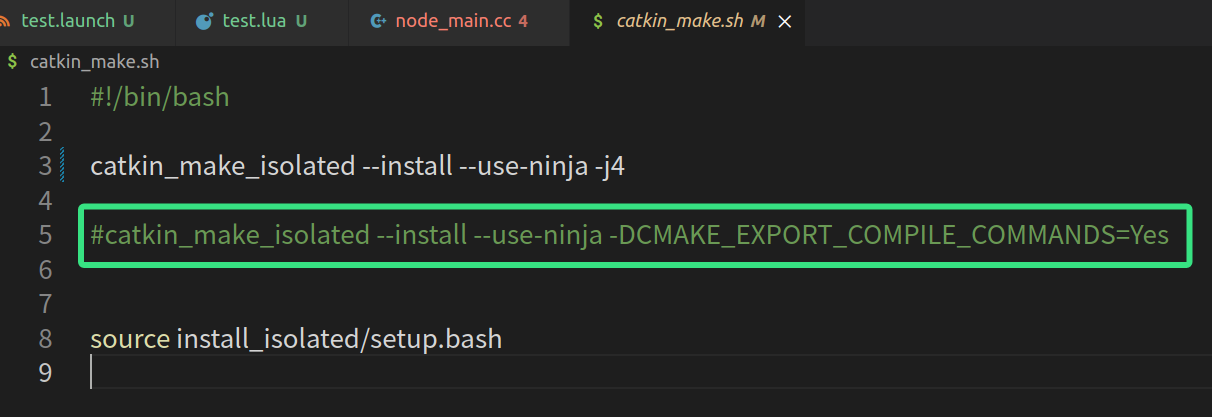 test.launch U test.lua U node_main.cc 4 $ catkin_make.sh M
$ catkin_make.sh
1 #!/bin/bash
2
3 catkin_make_isolated --install --use-ninja -j4
4
5 #catkin_make_isolated --install --use-ninja -DCMAKE_EXPORT_COMPILE_COMMANDS=Yes
6
7
8 source install_isolated/setup.bash
9